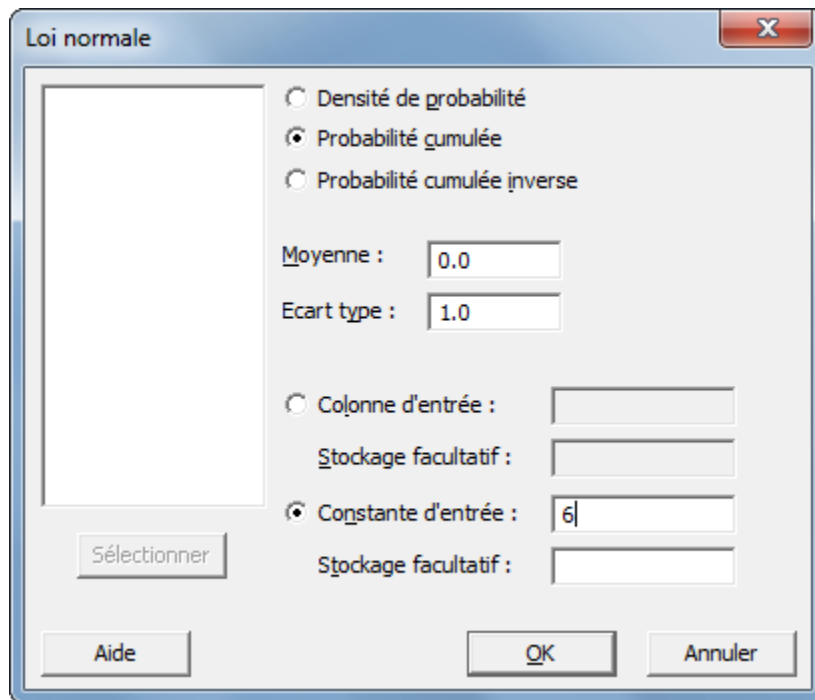 Loi normale
Densité de probabilité
Probabilité cumulée
Probabilité cumulée inverse
Moyenne : 0.0
Ecart type : 1.0
Colonne d'entrée :
Stockage facultatif :
Constante d'entrée : 6
Stockage facultatif :
Sélectionner
Aide
OK
Annuler